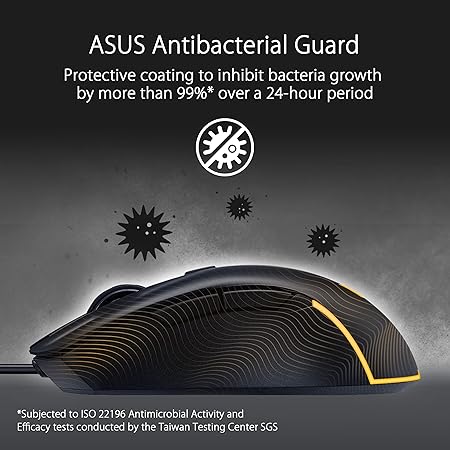 ASUS Antibacterial Guard
Protective coating to inhibit bacteria growth
by more than 99%* over a 24-hour period
*Subjected to ISO 22196 Antimicrobial Activity and
Efficacy tests conducted by the Taiwan Testing Center SGS